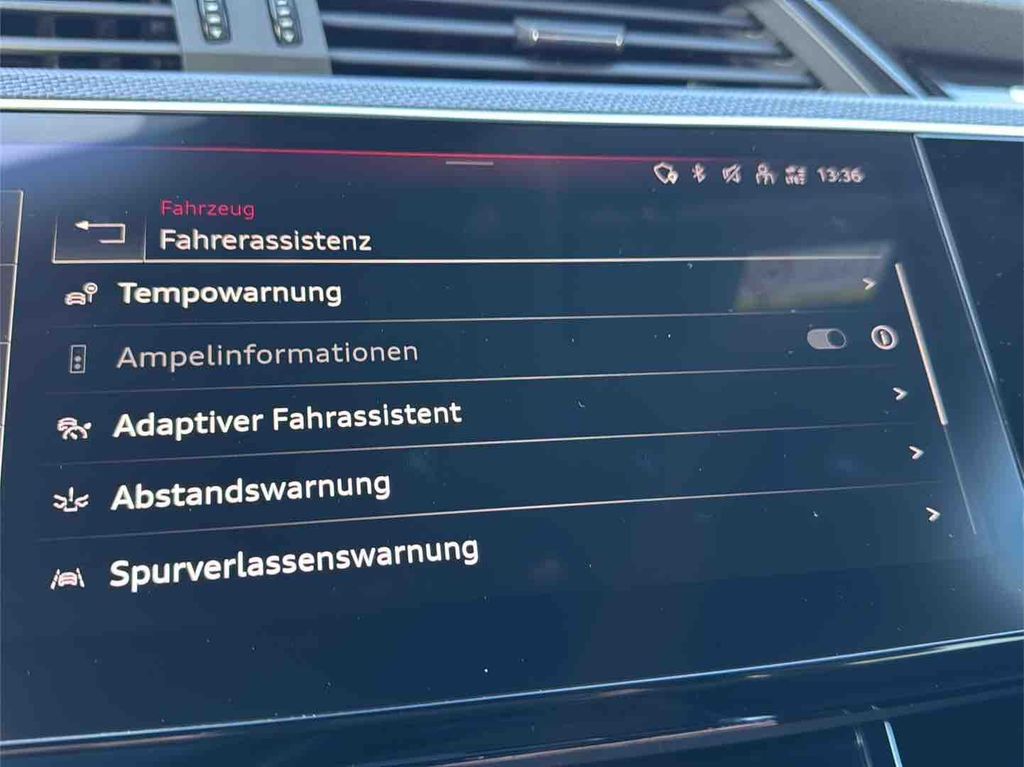 13:36
Fahrzeug
Fahrerassistenz
Tempowarnung
Ampelinformationen
Adaptiver Fahrassistent
Abstandswarnung
Spurverlassenswarnung